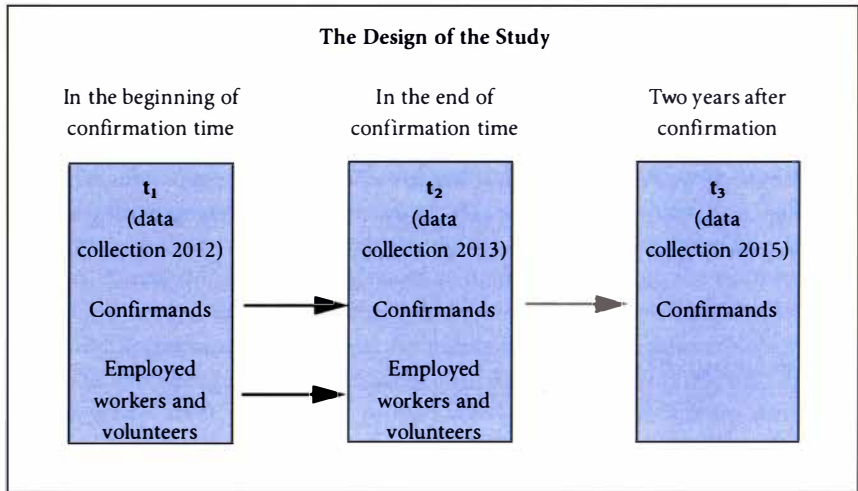 The Design of the Study
In the beginning of
confirmation time
In the end of
confirmation time
Two years after
confirmation
t₁
(data
collection 2012)
Confirmands
Employed
workers and
volunteers
t₂
(data
collection 2013)
Confirmands
Employed
workers and
volunteers
t₃
(data
collection 2015)
Confirmands